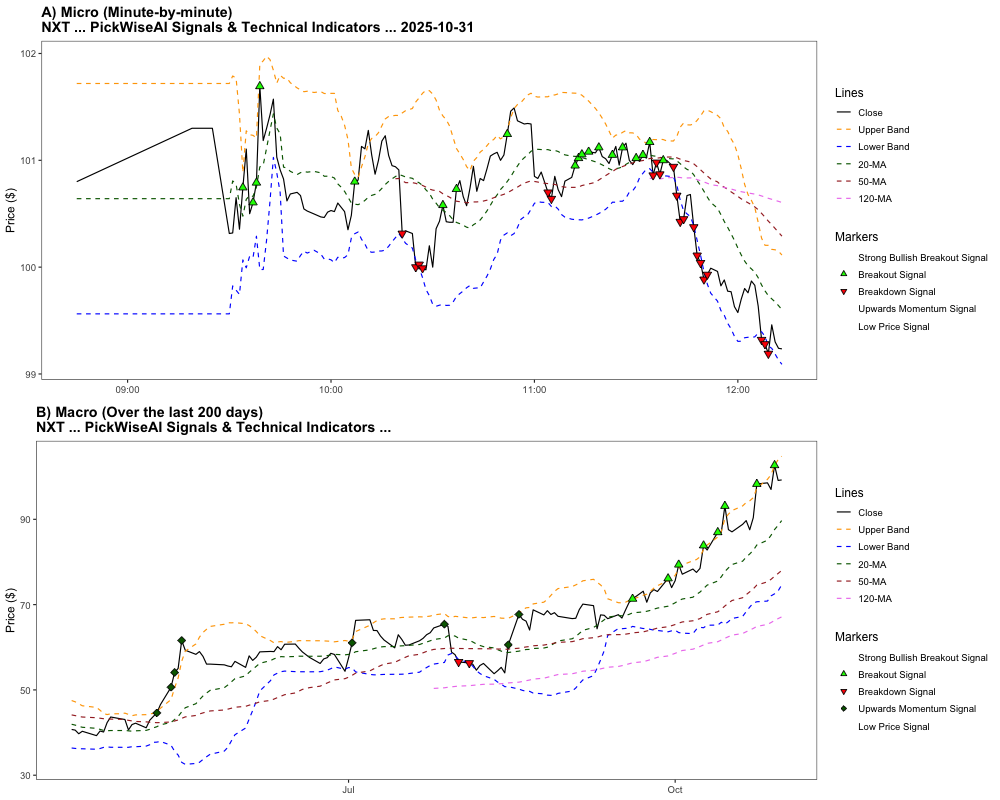 A) Micro (Minute-by-minute)
NXT ... PickWiseAI Signals & Technical Indicators ... 2025-10-31
102
101
100
99
Price ($)
09:00
10:00
11:00
12:00
Lines
Close
Upper Band
Lower Band
20-MA
50-MA
120-MA
Markers
Strong Bullish Breakout Signal
Breakout Signal
Breakdown Signal
Upwards Momentum Signal
Low Price Signal
B) Macro (Over the last 200 days)
NXT ... PickWiseAI Signals & Technical Indicators ...
90
70
50
30
Price ($)
Jul
Oct
Lines
Close
Upper Band
Lower Band
20-MA
50-MA
120-MA
Markers
Strong Bullish Breakout Signal
Breakout Signal
Breakdown Signal
Upwards Momentum Signal
Low Price Signal